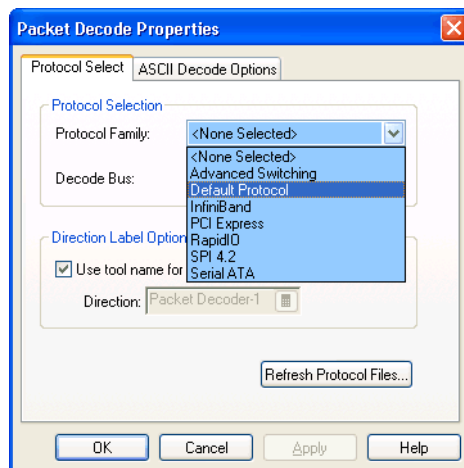 Packet Decode Properties
Protocol Select
ASCII Decode Options
Protocol Selection
Protocol Family:
<None Selected>
<None Selected>
Advanced Switching
Decode Bus:
Default Protocol
InfiniBand
PCI Express
Direction Label Option
RapidIO
SPI 4.2
Use tool name for
Serial ATA
Direction:
Packet Decoder-1
Refresh Protocol Files...
OK
Cancel
Apply
Help